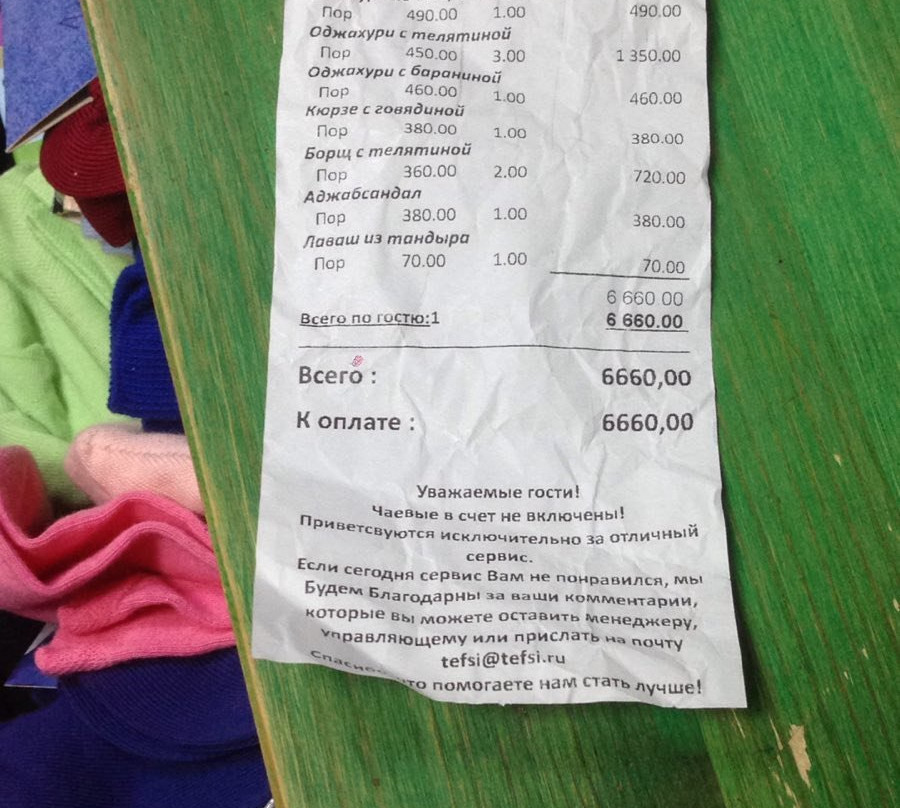 Пор 490.00 1.00 490.00
Оджахури с телятиной
Пор 450.00 3.00 1 350.00
Оджахури с бараниной
Пор 460.00 1.00 460.00
Кюрзе с говядиной
Пор 380.00 1.00 380.00
Борщ с телятиной
Пор 360.00 2.00 720.00
Аджабсандал
Пор 380.00 1.00 380.00
Лаваш из тандыра
Пор 70.00 1.00 70.00
6 660 00
Всего по гостю:1 6 660.00
Всего : 6660,00
К оплате : 6660,00
Уважаемые гости!
Чаевые в счет не включены!
Приветсвуются исключительно за отличный
сервис.
Если сегодня сервис Вам не понравился, мы
Будем Благодарны за ваши комментарии,
которые вы можете оставить менеджеру,
управляющему или прислать на почту
tefsi@tefsi.ru
помогаете нам стать лучше!